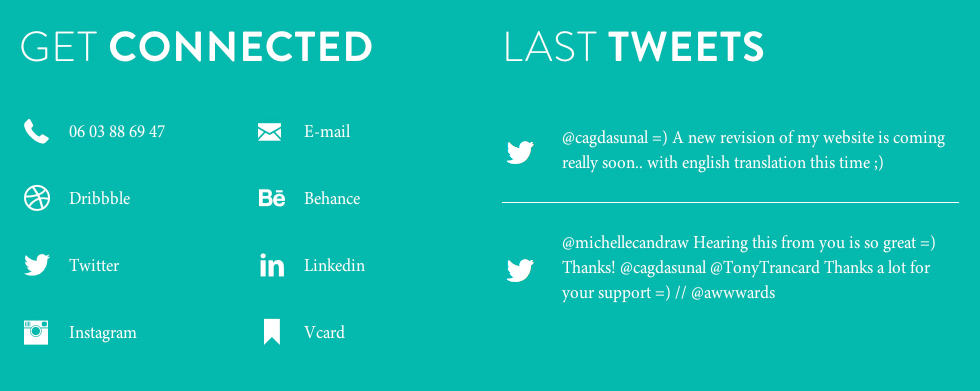 GET CONNECTED
06 03 88 69 47
E-mail
Dribbble
Bē
Behance
Twitter
in
Linkedin
Instagram
Vcard
LAST TWEETS
@cagdasunal =) A new revision of my website is coming
really soon.. with english translation this time ;)
@michellecandraw Hearing this from you is so great =)
Thanks! @cagdasunal @TonyTrancard Thanks a lot for
your support =) // @awwwards